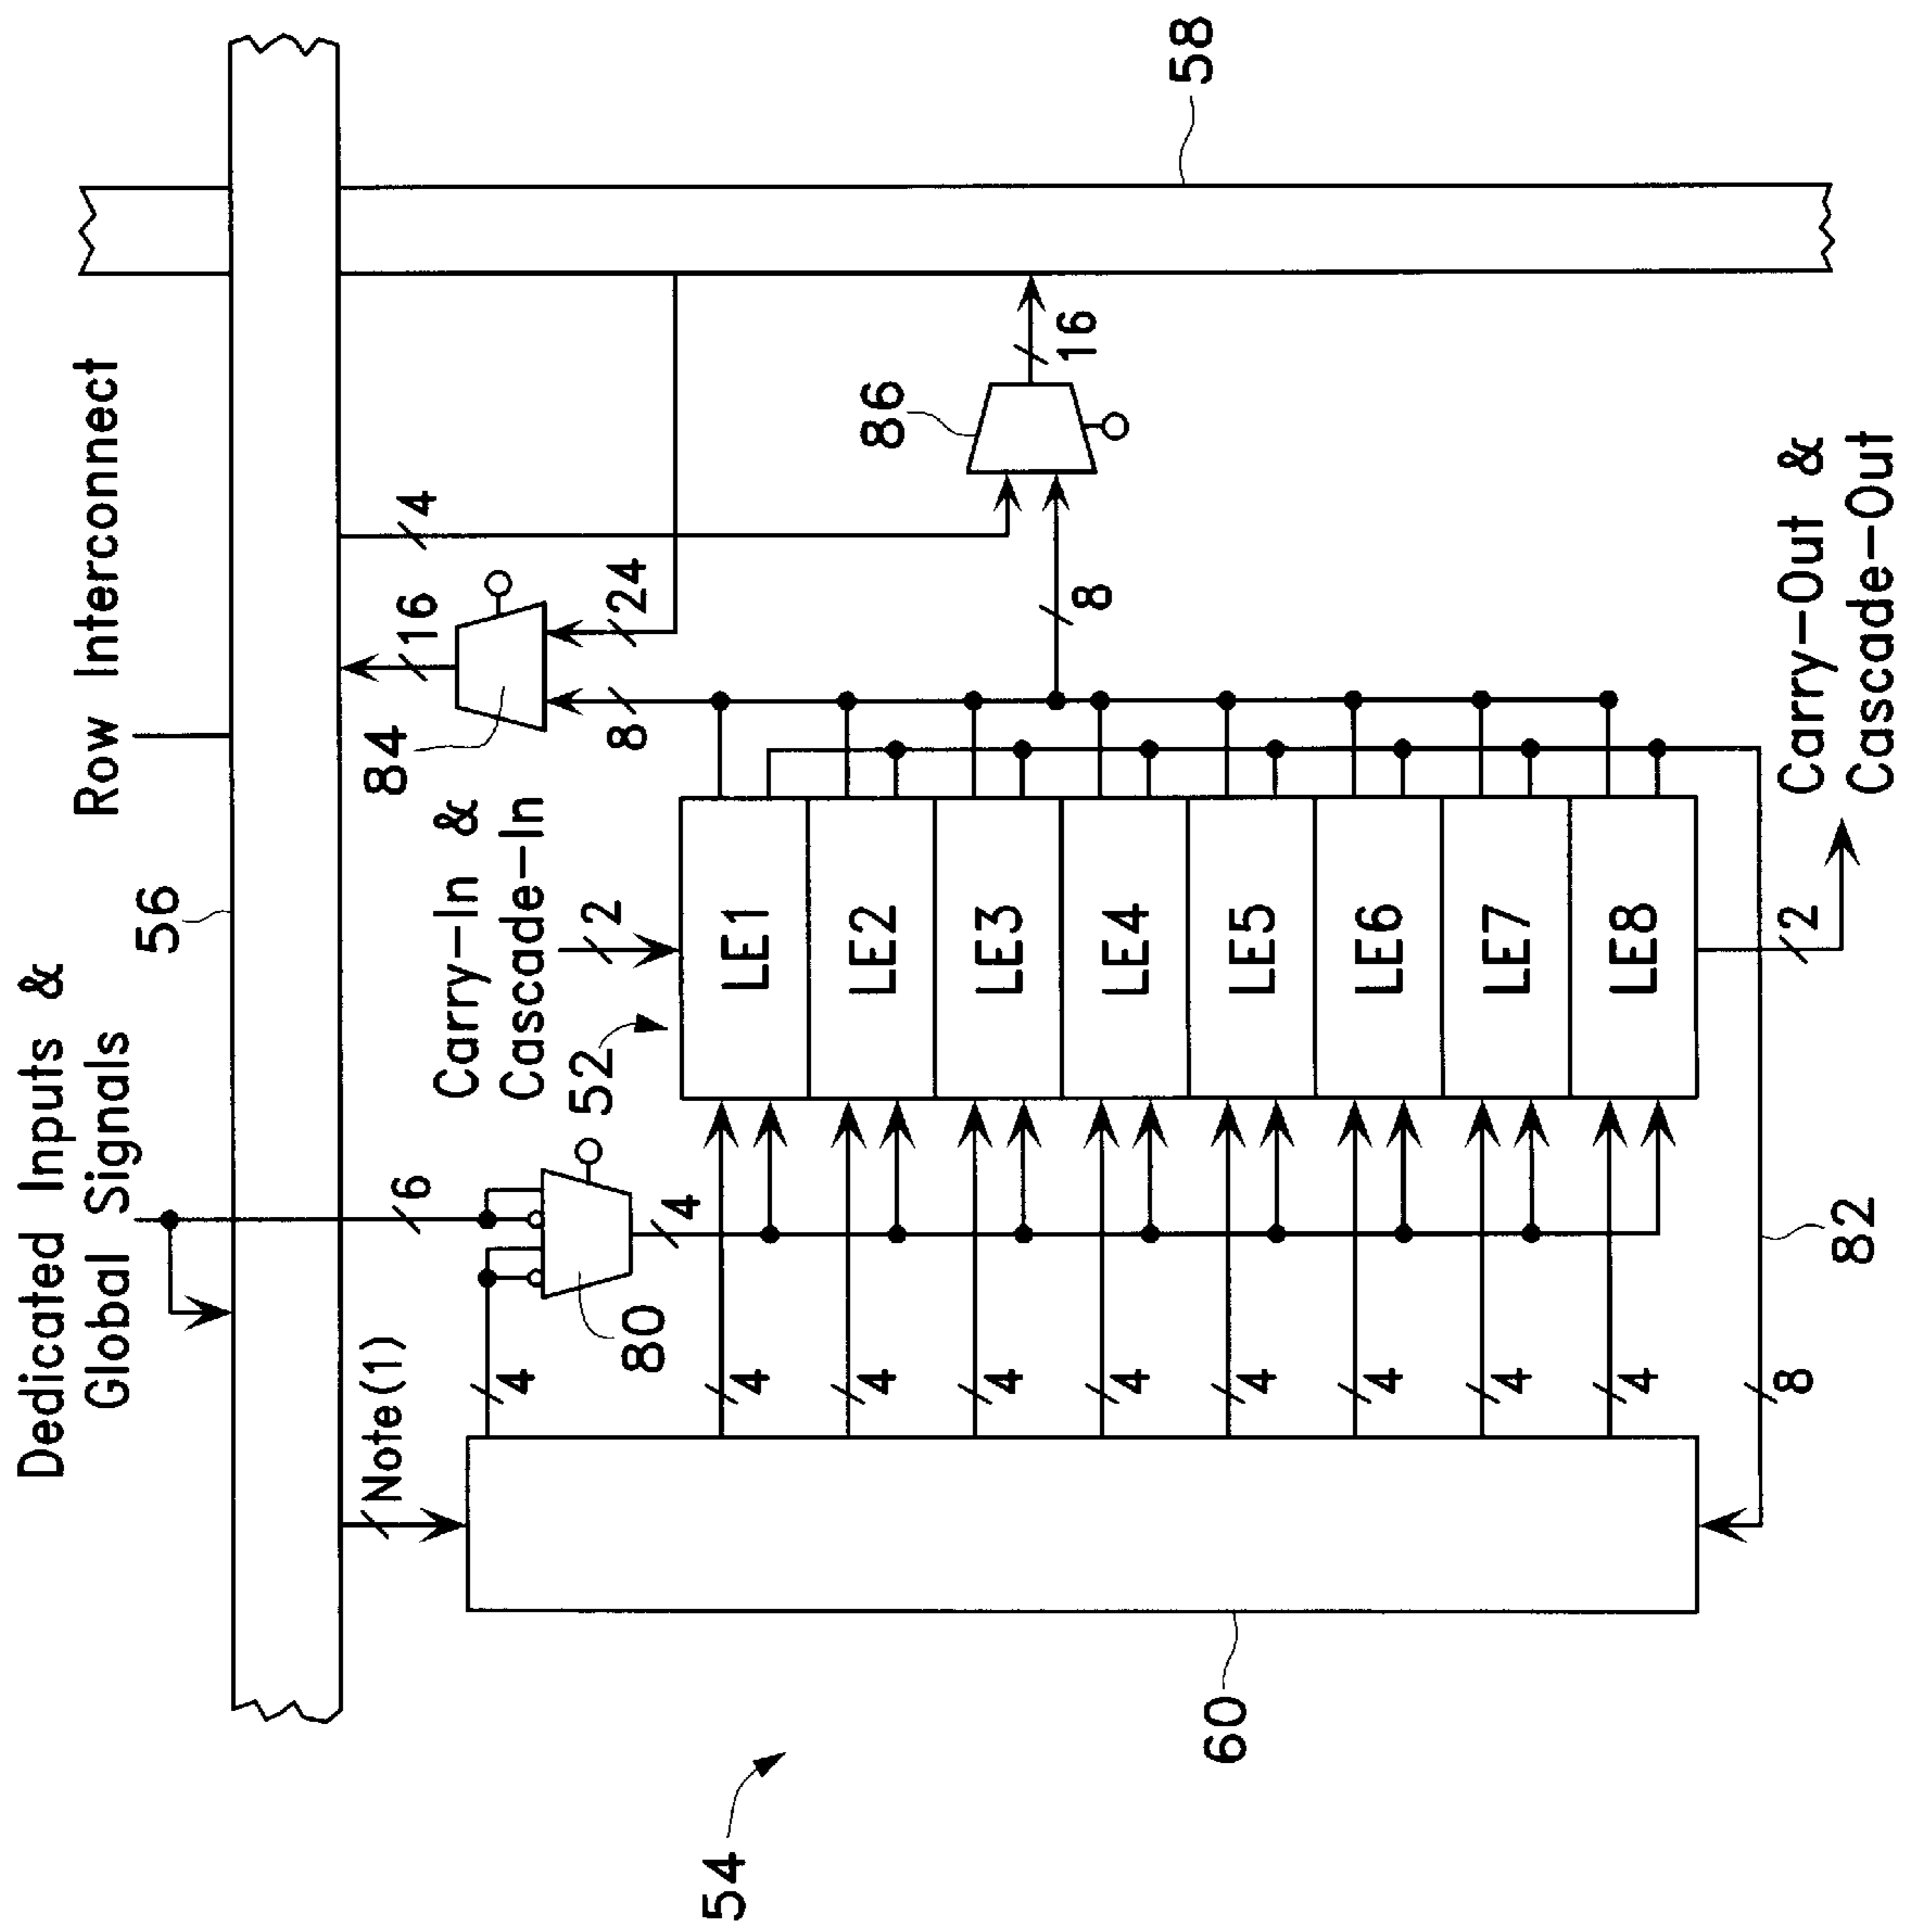 Dedicated Inputs &
Global Signals
Row Interconnect
56
58
Note(1)
6
16
4
84
Carry-In &
Cascade-In
4
80
4
52
2
8
24
86
16
8
LE1
LE2
LE3
LE4
LE5
LE6
LE7
LE8
4
4
4
4
4
4
4
4
60
54
8
82
2
Carry-Out &
Cascade-Out